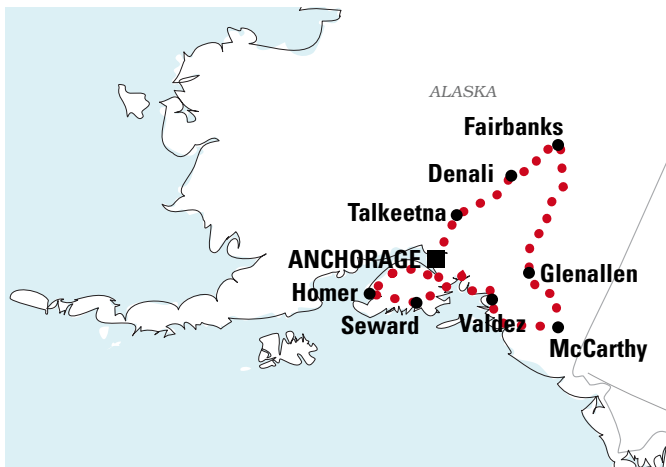 ALASKA
Fairbanks
Denali
Talkeetna
ANCHORAGE
Glenallen
Homer
Seward
Valdez
McCarthy